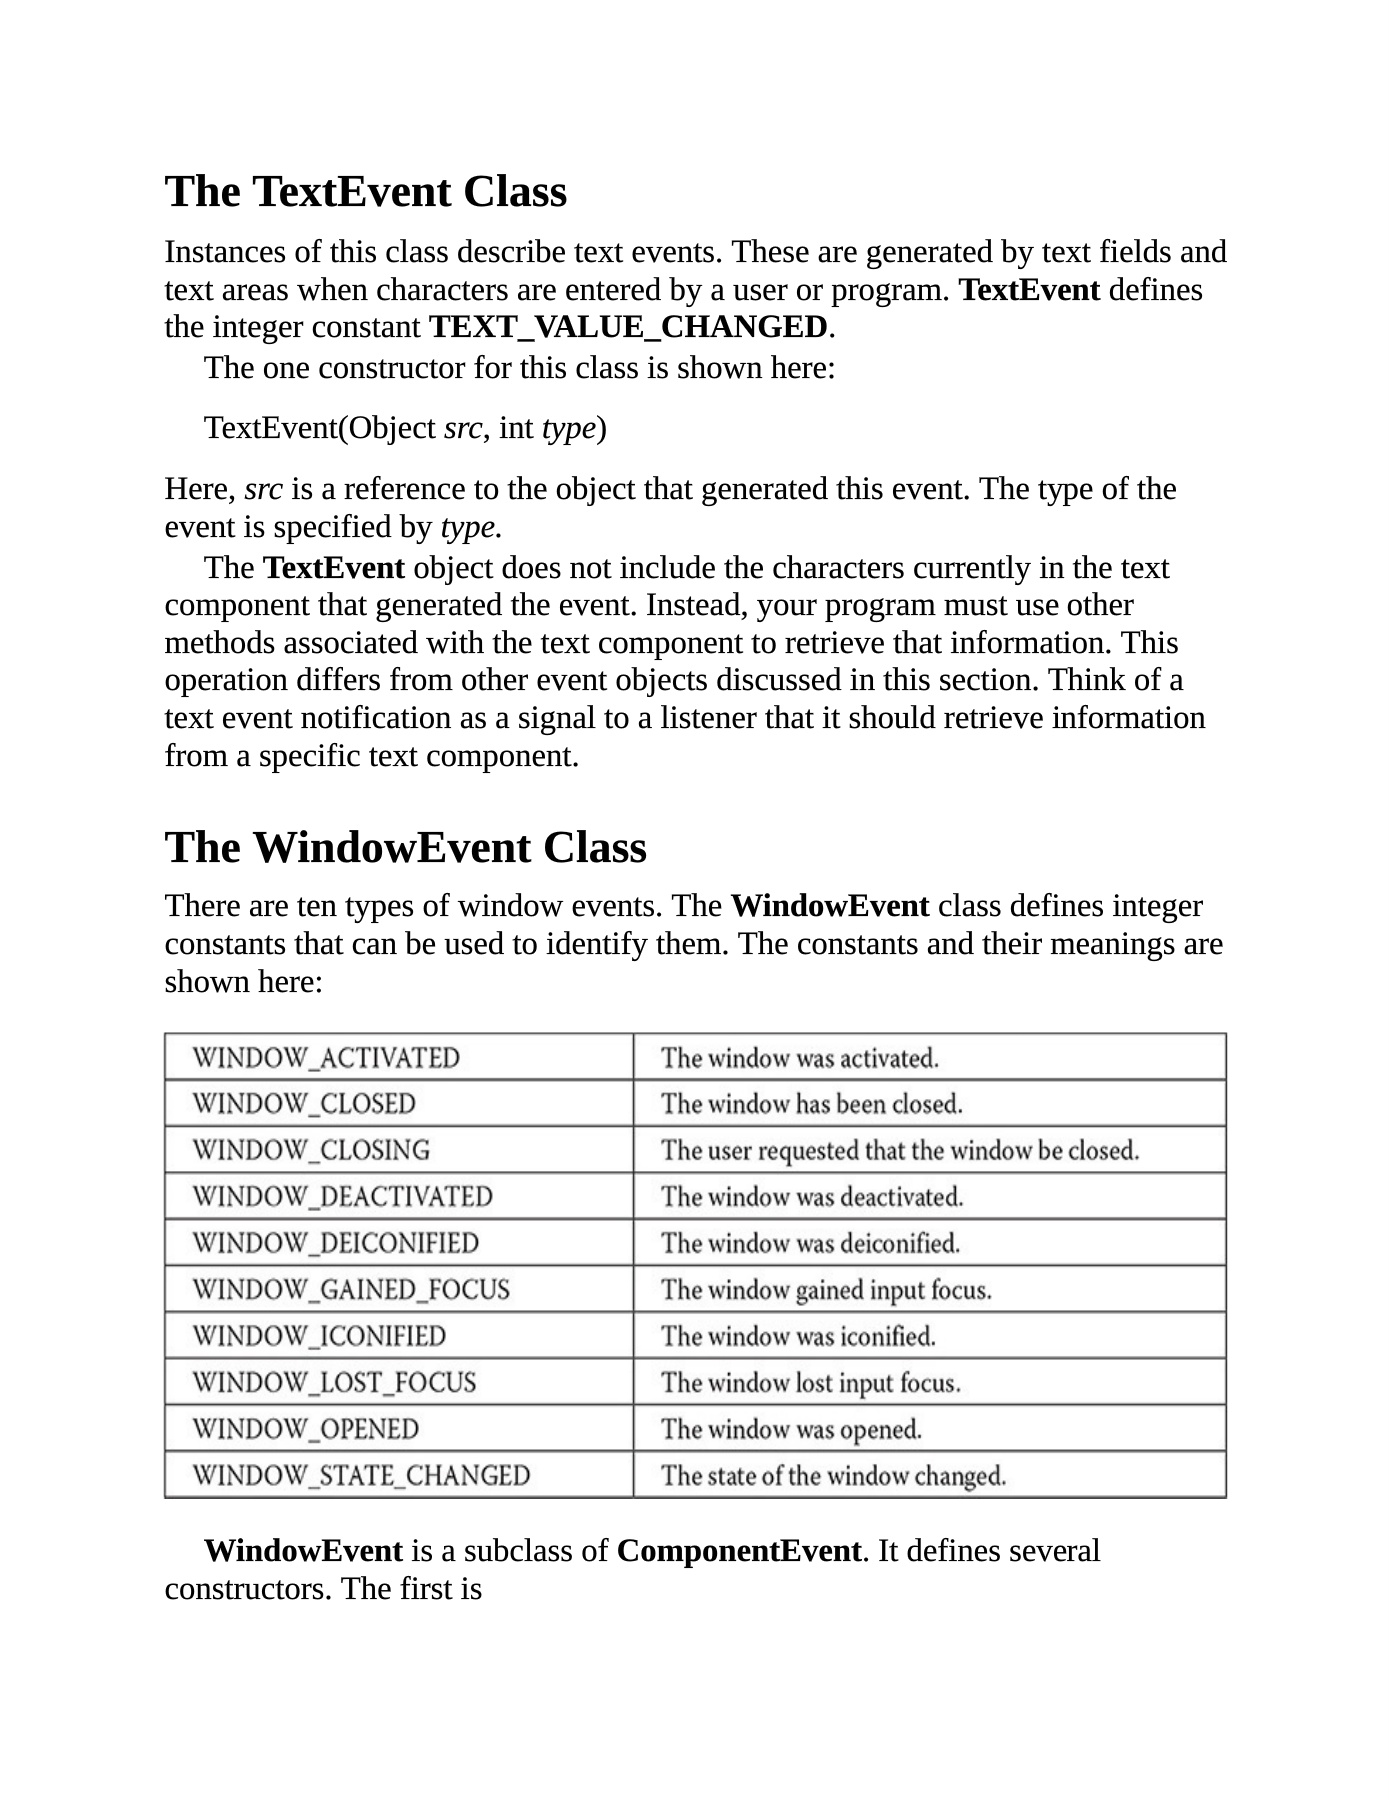 The TextEvent Class
Instances of this class describe text events. These are generated by text fields and
text areas when characters are entered by a user or program. TextEvent defines
the integer constant TEXT_VALUE_CHANGED.
The one constructor for this class is shown here:
TextEvent(Object src, int type)
Here, src is a reference to the object that generated this event. The type of the
event is specified by type.
The TextEvent object does not include the characters currently in the text
component that generated the event. Instead, your program must use other
methods associated with the text component to retrieve that information. This
operation differs from other event objects discussed in this section. Think of a
text event notification as a signal to a listener that it should retrieve information
from a specific text component.
The WindowEvent Class
There are ten types of window events. The WindowEvent class defines integer
constants that can be used to identify them. The constants and their meanings are
shown here:
WINDOW_ACTIVATED The window was activated.
WINDOW_CLOSED The window has been closed.
WINDOW_CLOSING The user requested that the window be closed.
WINDOW_DEACTIVATED The window was deactivated.
WINDOW_DEICONIFIED The window was deiconified.
WINDOW_GAINED_FOCUS The window gained input focus.
WINDOW_ICONIFIED The window was iconified.
WINDOW_LOST_FOCUS The window lost input focus.
WINDOW_OPENED The window was opened.
WINDOW_STATE_CHANGED The state of the window changed.
WindowEvent is a subclass of ComponentEvent. It defines several
constructors. The first is